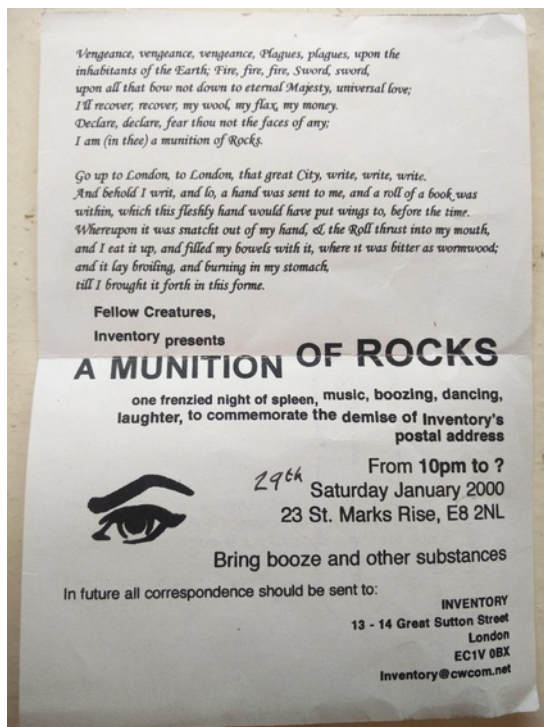 Vengeance, vengeance, vengeance, Plagues, plagues, upon the
inhabitants of the Earth; Fire, fire, fire, Sword, sword,
upon all that bow not down to eternal Majesty, universal love;
I'll recover, recover, my wool, my flax, my money.
Declare, declare, fear thou not the faces of any;
I am (in thee) a munition of Rocks.
Go up to London, to London, that great City, write, write, write.
And behold I writ, and lo, a hand was sent to me, and a roll of a book was
within, which this fleshly hand would have put wings to, before the time.
Whereupon it was snatcht out of my hand, & the Roll thrust into my mouth,
and I eat it up, and filled my bowels with it, where it was bitter as wormwood;
and it lay broiling, and burning in my stomach,
till I brought it forth in this forme.
Fellow Creatures,
Inventory presents
A MUNITION OF ROCKS
one frenzied night of spleen, music, boozing, dancing,
laughter, to commemorate the demise of Inventory's
postal address
From 10pm to ?
29th Saturday January 2000
23 St. Marks Rise, E8 2NL
Bring booze and other substances
In future all correspondence should be sent to:
INVENTORY
13 - 14 Great Sutton Street
London
EC1V 0BX
Inventory@cwcom.net